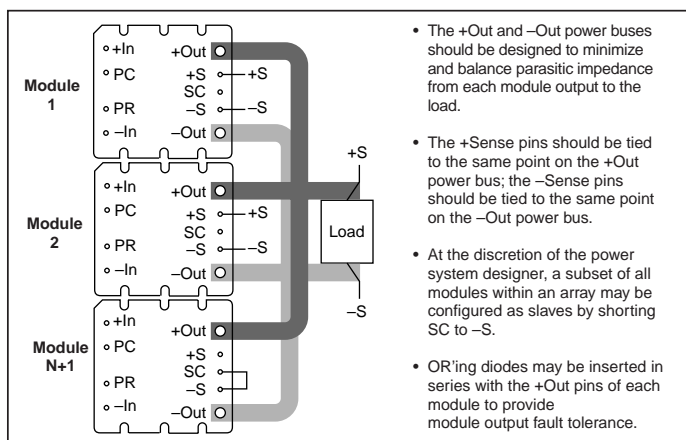 Module
1
+In
PC
PR
–In
+Out
+S
SC
–S
–Out
+S
–S
Module
2
+In
PC
PR
–In
+Out
+S
SC
–S
–Out
+S
–S
Module
N+1
+In
PC
PR
–In
+Out
+S
SC
–S
–Out
+S
Load
–S
• The +Out and –Out power buses
should be designed to minimize
and balance parasitic impedance
from each module output to the
load.
• The +Sense pins should be tied
to the same point on the +Out
power bus; the –Sense pins
should be tied to the same point
on the –Out power bus.
• At the discretion of the power
system designer, a subset of all
modules within an array may be
configured as slaves by shorting
SC to –S.
• OR'ing diodes may be inserted in
series with the +Out pins of each
module to provide
module output fault tolerance.